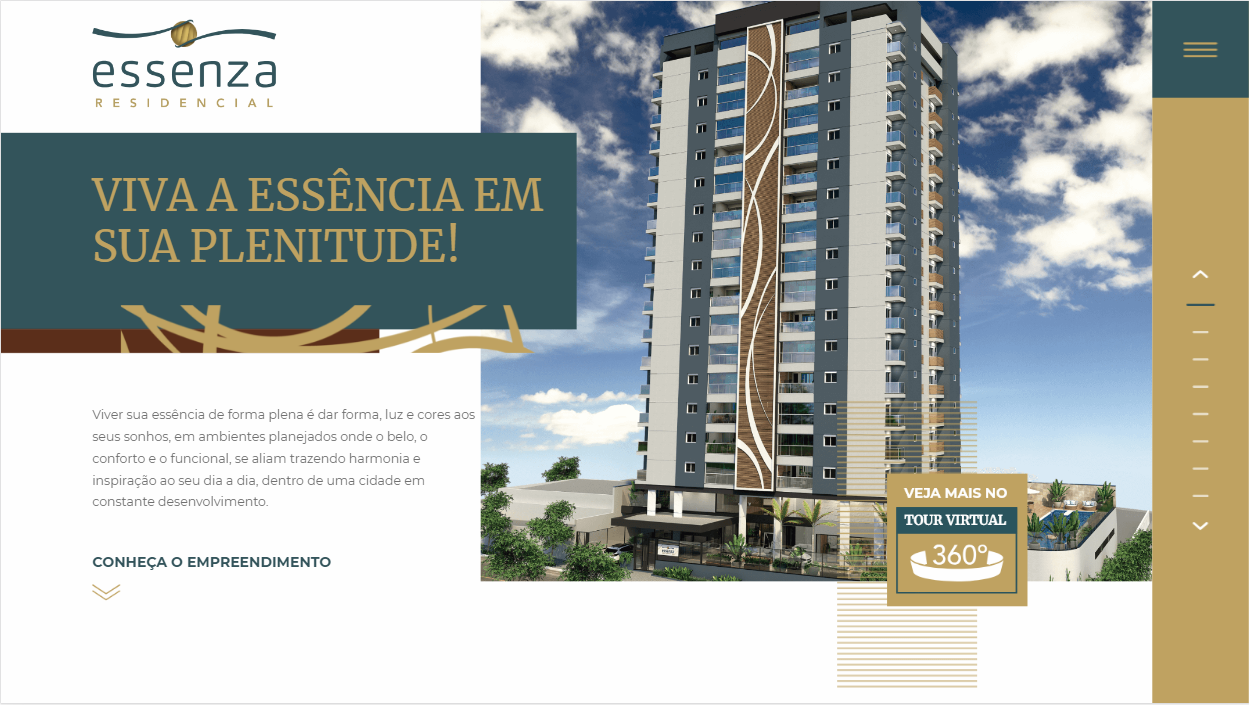 essenza
RESIDENCIAL
VIVA A ESSÊNCIA EM
SUA PLENITUDE!
Viver sua essência de forma plena é dar forma, luz e cores aos
seus sonhos, em ambientes planejados onde o belo, o
conforto e o funcional, se aliam trazendo harmonia e
inspiração ao seu dia a dia, dentro de uma cidade em
constante desenvolvimento.
CONHEÇA O EMPREENDIMENTO
VEJA MAIS NO
TOUR VIRTUAL
360º